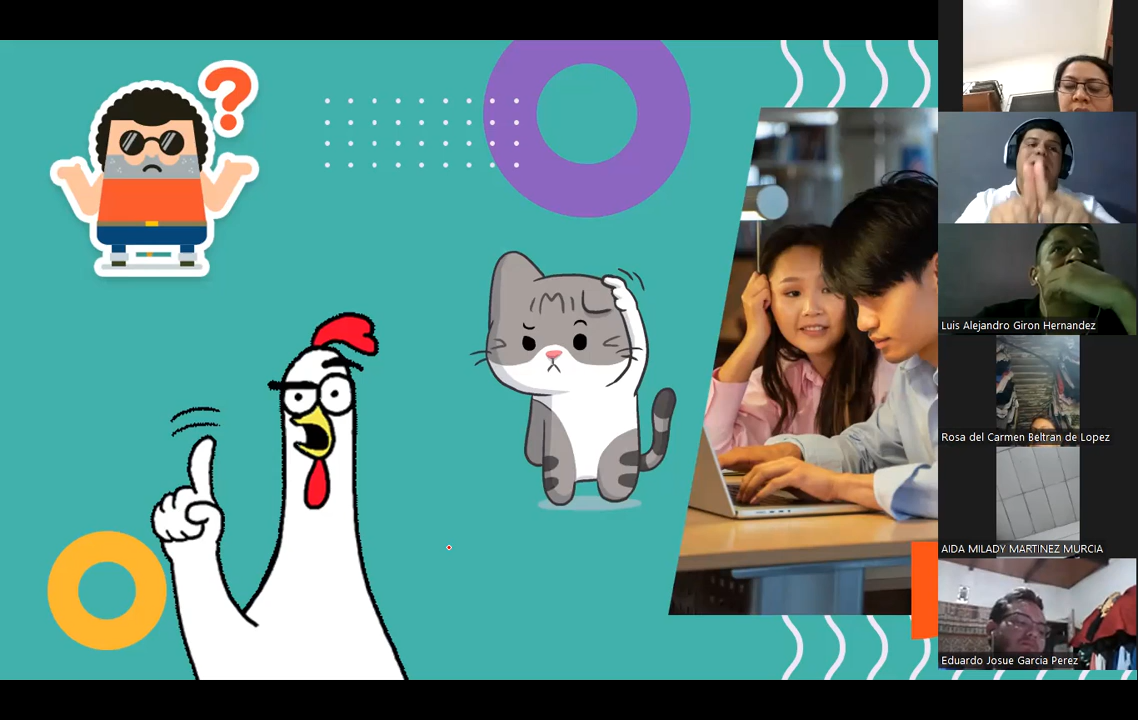 ?
Luis Alejandro Giron Hernandez
Rosa del Carmen Beltran de Lopez
AIDA MILADY MARTINEZ MURCIA
Eduardo Josue Garcia Perez